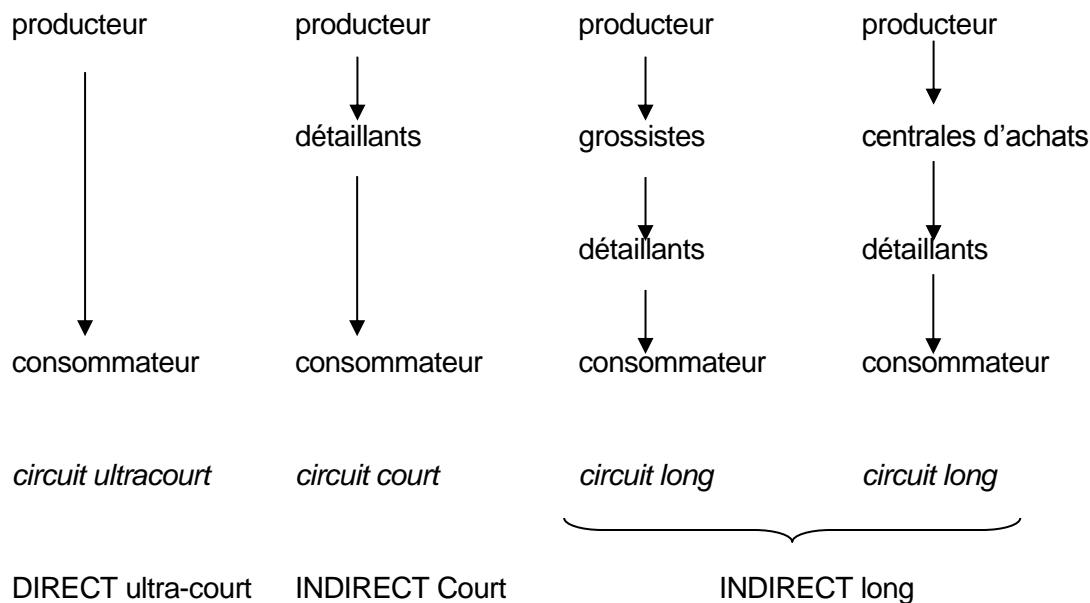 producteur producteur producteur producteur
détaillants grossistes centrales d’achats
détaillants détaillants
consommateur consommateur consommateur consommateur
circuit ultracourt circuit court circuit long circuit long
DIRECT ultra-court INDIRECT Court INDIRECT long